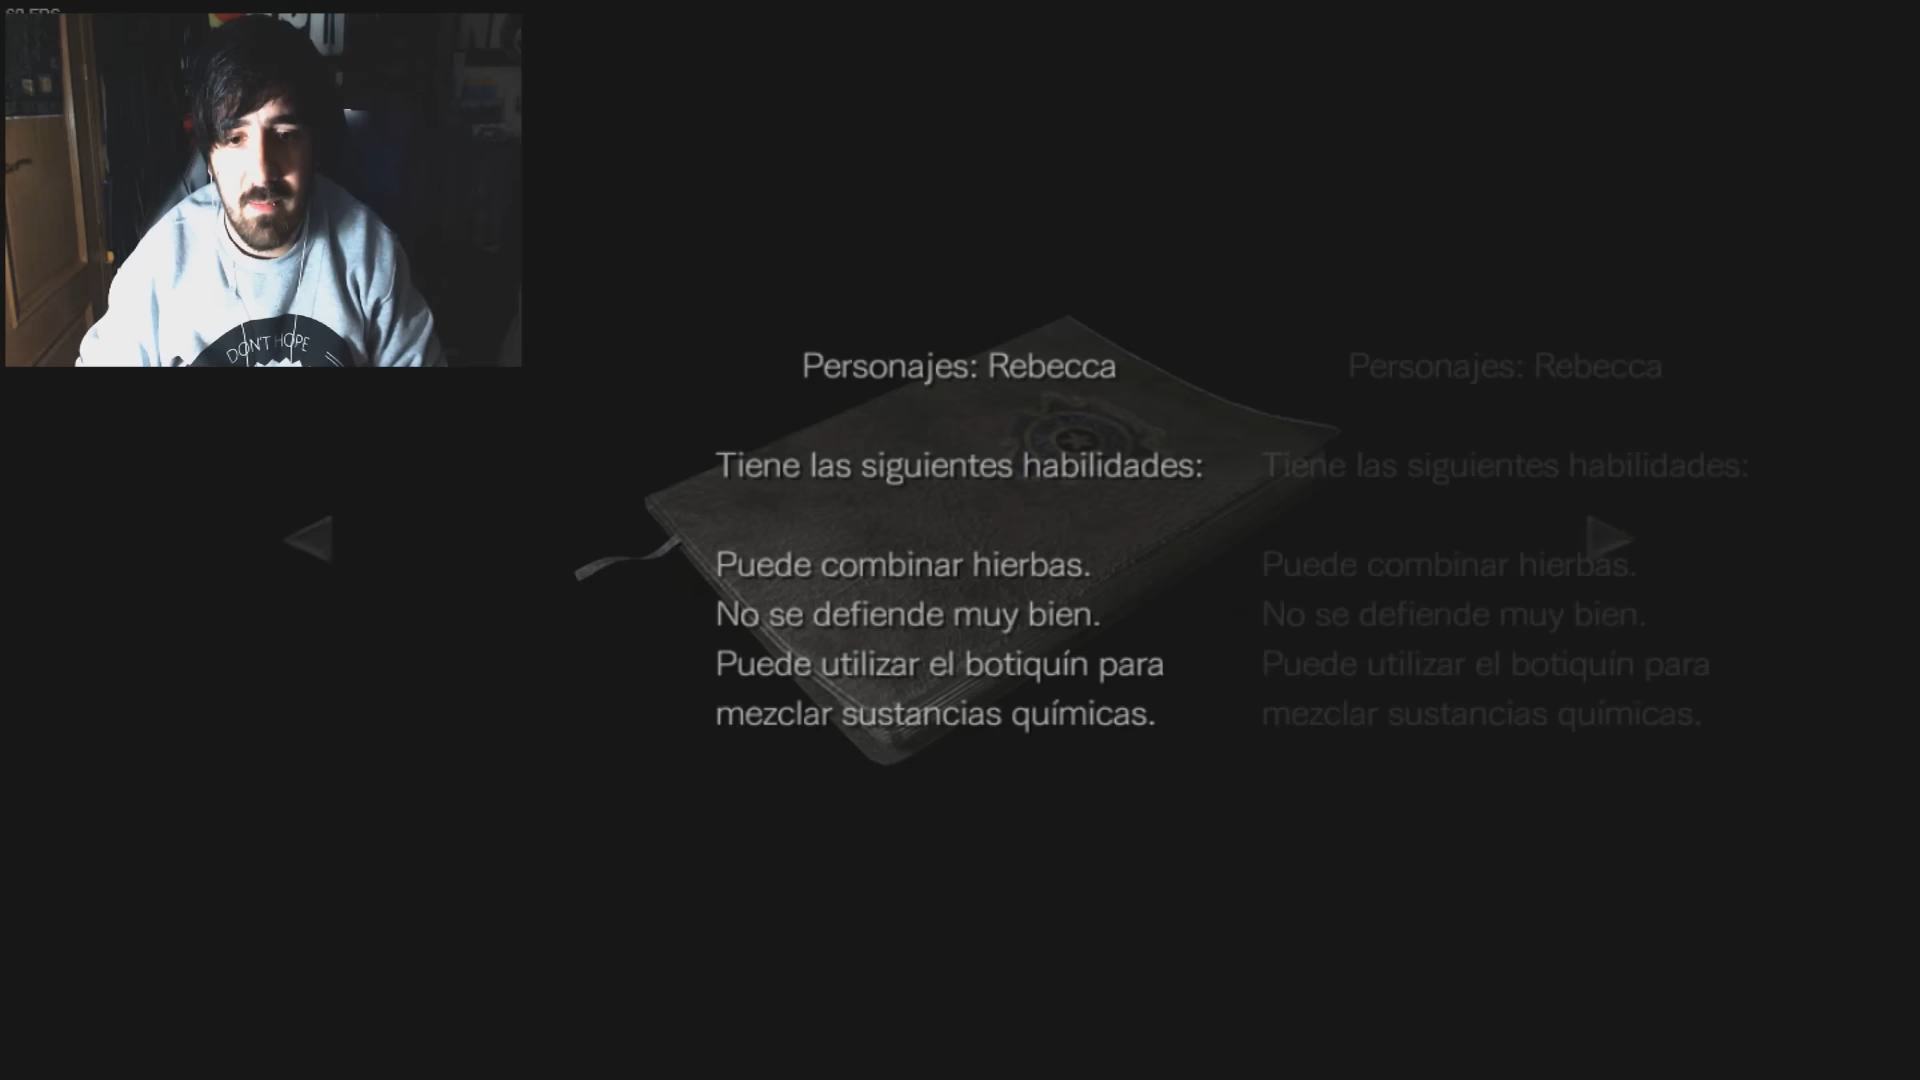 60 FPS
DON'T HOPE
Personajes: Rebecca
Tiene las siguientes habilidades:
Puede combinar hierbas.
No se defiende muy bien.
Puede utilizar el botiquín para
mezclar sustancias químicas.
Personajes: Rebecca
Tiene las siguientes habilidades:
Puede combinar hierbas.
No se defiende muy bien.
Puede utilizar el botiquín para
mezclar sustancias químicas.